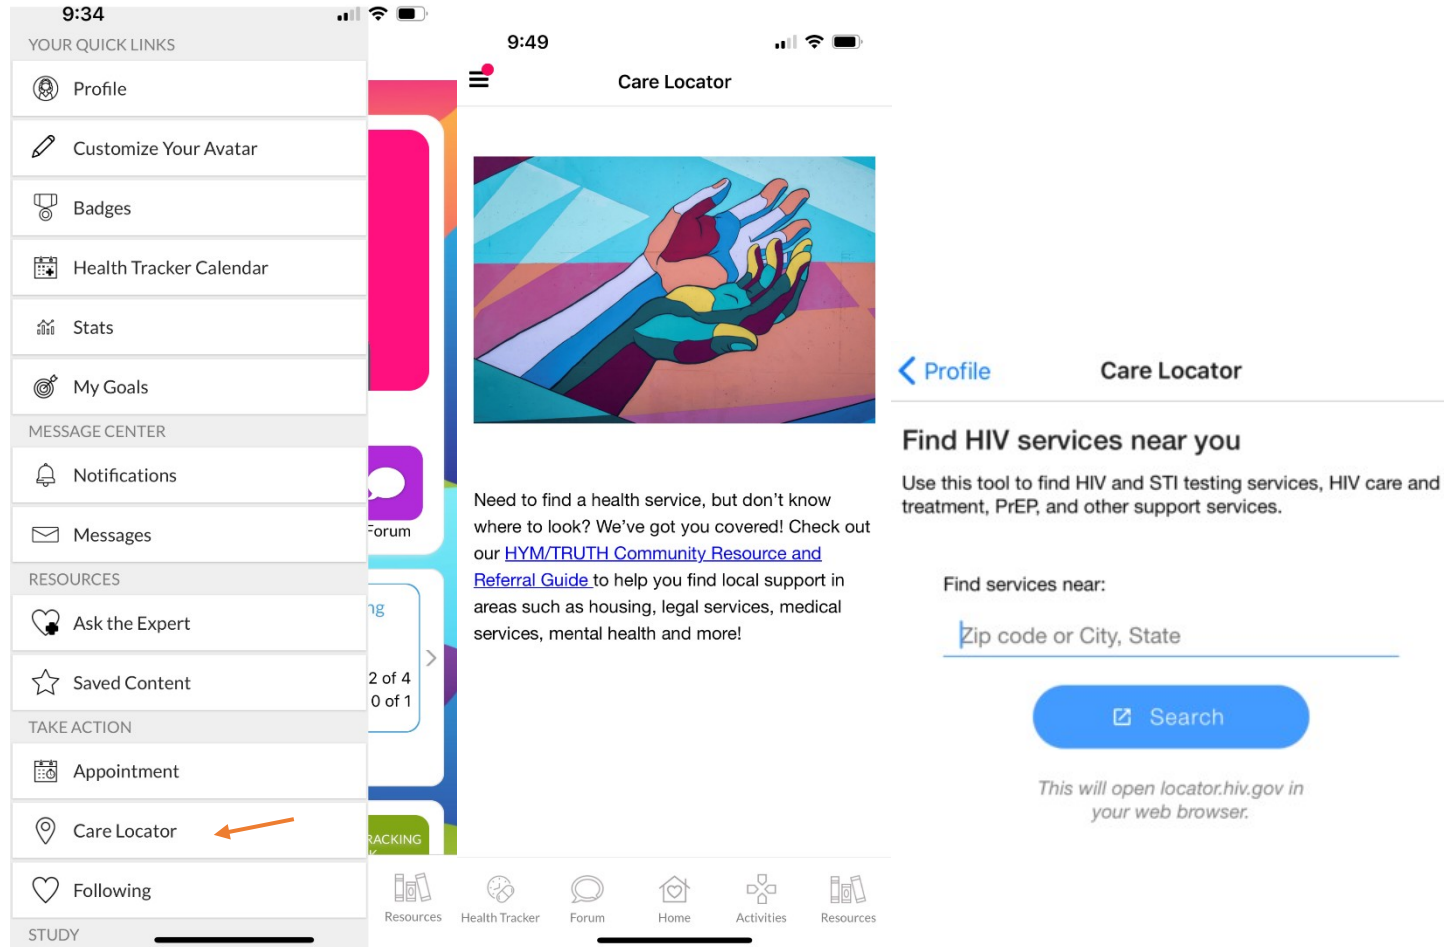 9:34
YOUR QUICK LINKS
Profile
Customize Your Avatar
Badges
Health Tracker Calendar
Stats
My Goals
MESSAGE CENTER
Notifications
Messages
RESOURCES
Ask the Expert
Saved Content
TAKE ACTION
Appointment
Care Locator
Following
STUDY
Forum
ng
2 of 4
0 of 1
RACKING
Resources
9:49
Care Locator
Need to find a health service, but don’t know
where to look? We’ve got you covered! Check out
our HYM/TRUTH Community Resource and
Referral Guide to help you find local support in
areas such as housing, legal services, medical
services, mental health and more!
Health Tracker
Forum
Home
Activities
Resources
Profile
Care Locator
Find HIV services near you
Use this tool to find HIV and STI testing services, HIV care and
treatment, PrEP, and other support services.
Find services near:
Zip code or City, State
Search
This will open locator.hiv.gov in
your web browser.